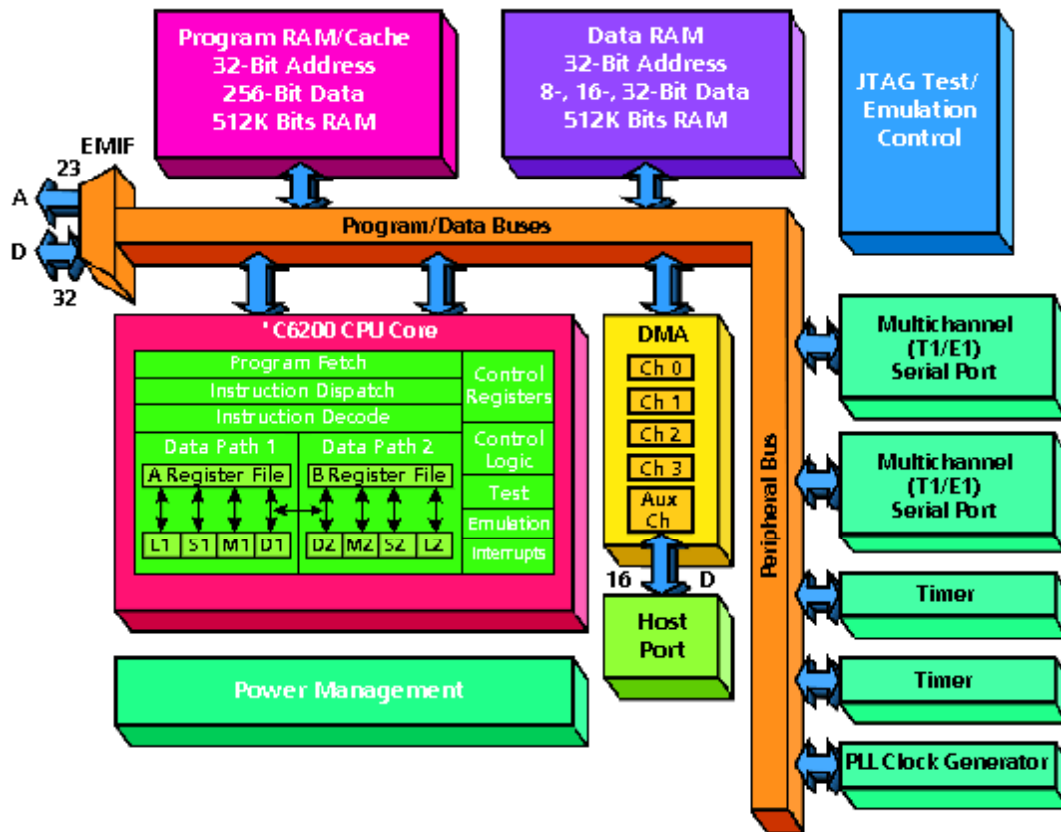 Program RAM/Cache
32-Bit Address
256-Bit Data
512K Bits RAM
Data RAM
32-Bit Address
8-, 16-, 32-Bit Data
512K Bits RAM
JTAG Test/
Emulation
Control
EMIF
23
A
D
32
Program/Data Buses
'C6200 CPU Core
Program Fetch
Instruction Dispatch
Instruction Decode
Data Path 1
Data Path 2
A Register File
B Register File
L1
S1
M1
D1
D2
M2
S2
L2
Control
Registers
Control
Logic
Test
Emulation
Interrupts
DMA
Ch 0
Ch 1
Ch 2
Ch 3
Aux
Ch
16
D
Host
Port
Peripheral Bus
Multichannel
(T1/E1)
Serial Port
Multichannel
(T1/E1)
Serial Port
Timer
Timer
PLL Clock Generator
Power Management